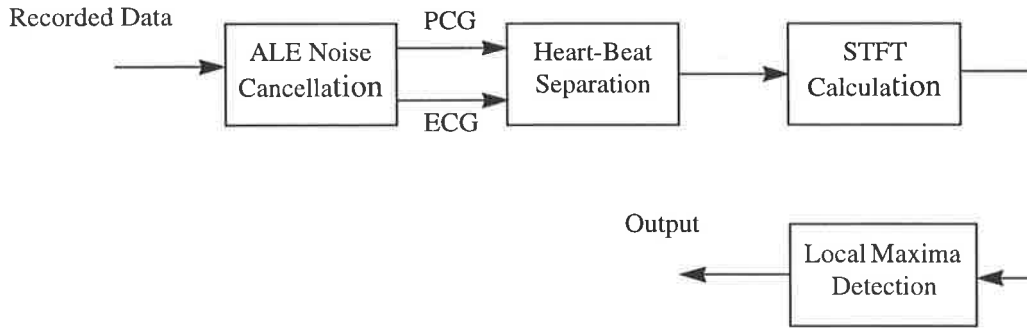 Recorded Data
ALE Noise
Cancellation
PCG
ECG
Heart-Beat
Separation
STFT
Calculation
Output
Local Maxima
Detection